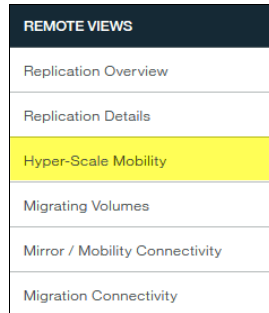 REMOTE VIEWS
Replication Overview
Replication Details
Hyper-Scale Mobility
Migrating Volumes
Mirror / Mobility Connectivity
Migration Connectivity